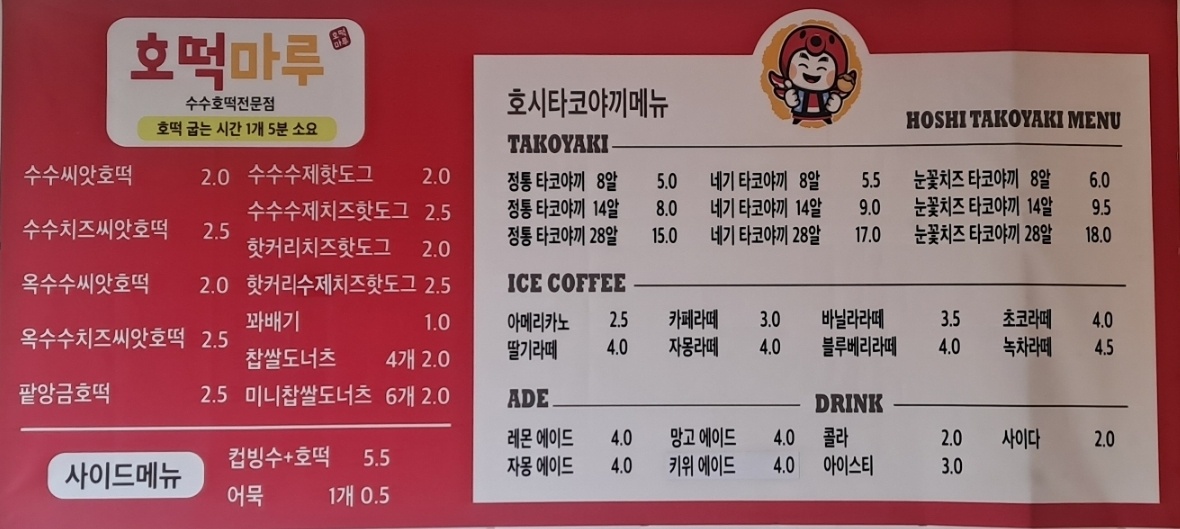 호떡마루
호떡
마루
수수호떡전문점
호떡 굽는 시간 1개 5분 소요
수수씨앗호떡 2.0
수수치즈씨앗호떡 2.5
옥수수씨앗호떡 2.0
옥수수치즈씨앗호떡 2.5
팥앙금호떡 2.5
수수수제핫도그 2.0
수수수제치즈핫도그 2.5
핫커리치즈핫도그 2.0
핫커리수제치즈핫도그 2.5
꽈배기 1.0
찹쌀도너츠 4개 2.0
미니찹쌀도너츠 6개 2.0
사이드메뉴
컵빙수+호떡 5.5
어묵 1개 0.5
호시타코야끼메뉴
HOSHI TAKOYAKI MENU
TAKOYAKI
정통 타코야끼 8알 5.0 네기 타코야끼 8알 5.5 눈꽃치즈 타코야끼 8알 6.0
정통 타코야끼 14알 8.0 네기 타코야끼 14알 9.0 눈꽃치즈 타코야끼 14알 9.5
정통 타코야끼 28알 15.0 네기 타코야끼 28알 17.0 눈꽃치즈 타코야끼 28알 18.0
ICE COFFEE
아메리카노 2.5 카페라떼 3.0 바닐라라떼 3.5 초코라떼 4.0
딸기라떼 4.0 자몽라떼 4.0 블루베리라떼 4.0 녹차라떼 4.5
ADE
레몬 에이드 4.0 망고 에이드 4.0
자몽 에이드 4.0 키위 에이드 4.0
DRINK
콜라 2.0 사이다 2.0
아이스티 3.0